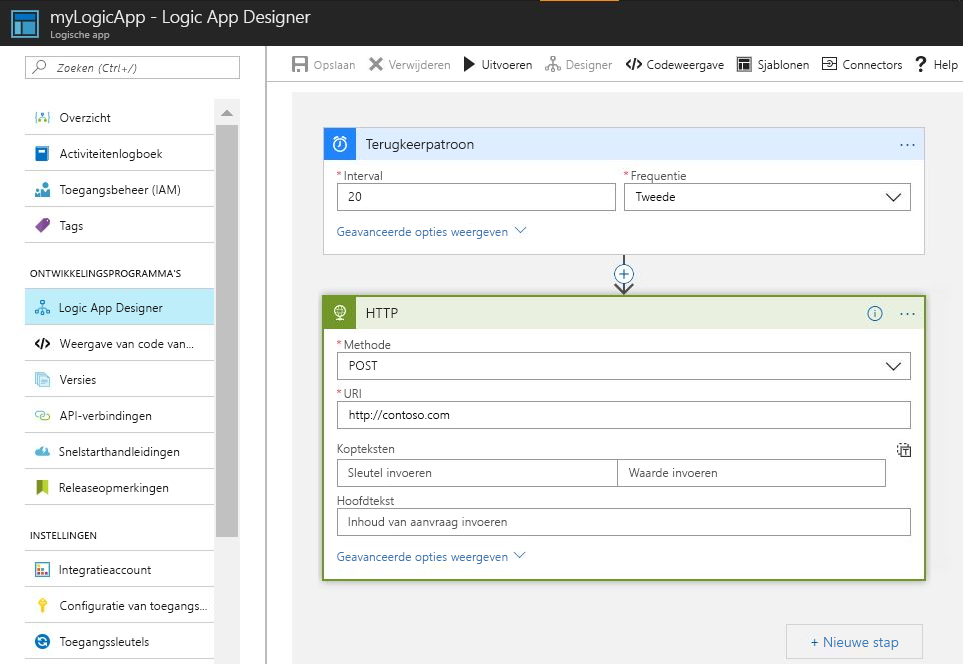 myLogicApp - Logic App Designer
Logische app
Zoeken (Ctrl+/)
Opslaan Verwijderen Uitvoeren Designer Codeweergave Sjablonen Connectors Help
Overzicht
Activiteitenlogboek
Toegangsbeheer (IAM)
Tags
ONTWIKKELINGSPROGRAMMA'S
Logic App Designer
Weergave van code van...
Versies
API-verbindingen
Snelstarthandleidingen
Releaseopmerkingen
INSTELLINGEN
Integratieaccount
Configuratie van toegangs...
Toegangssleutels
Terugkeerpatroon ...
* Interval * Frequentie
20 Tweede
Geavanceerde opties weergeven
HTTP ...
* Methode
POST
* URI
http://contoso.com
Kopteksten
Sleutel invoeren Waarde invoeren
Hoofdtekst
Inhoud van aanvraag invoeren
Geavanceerde opties weergeven
+ Nieuwe stap